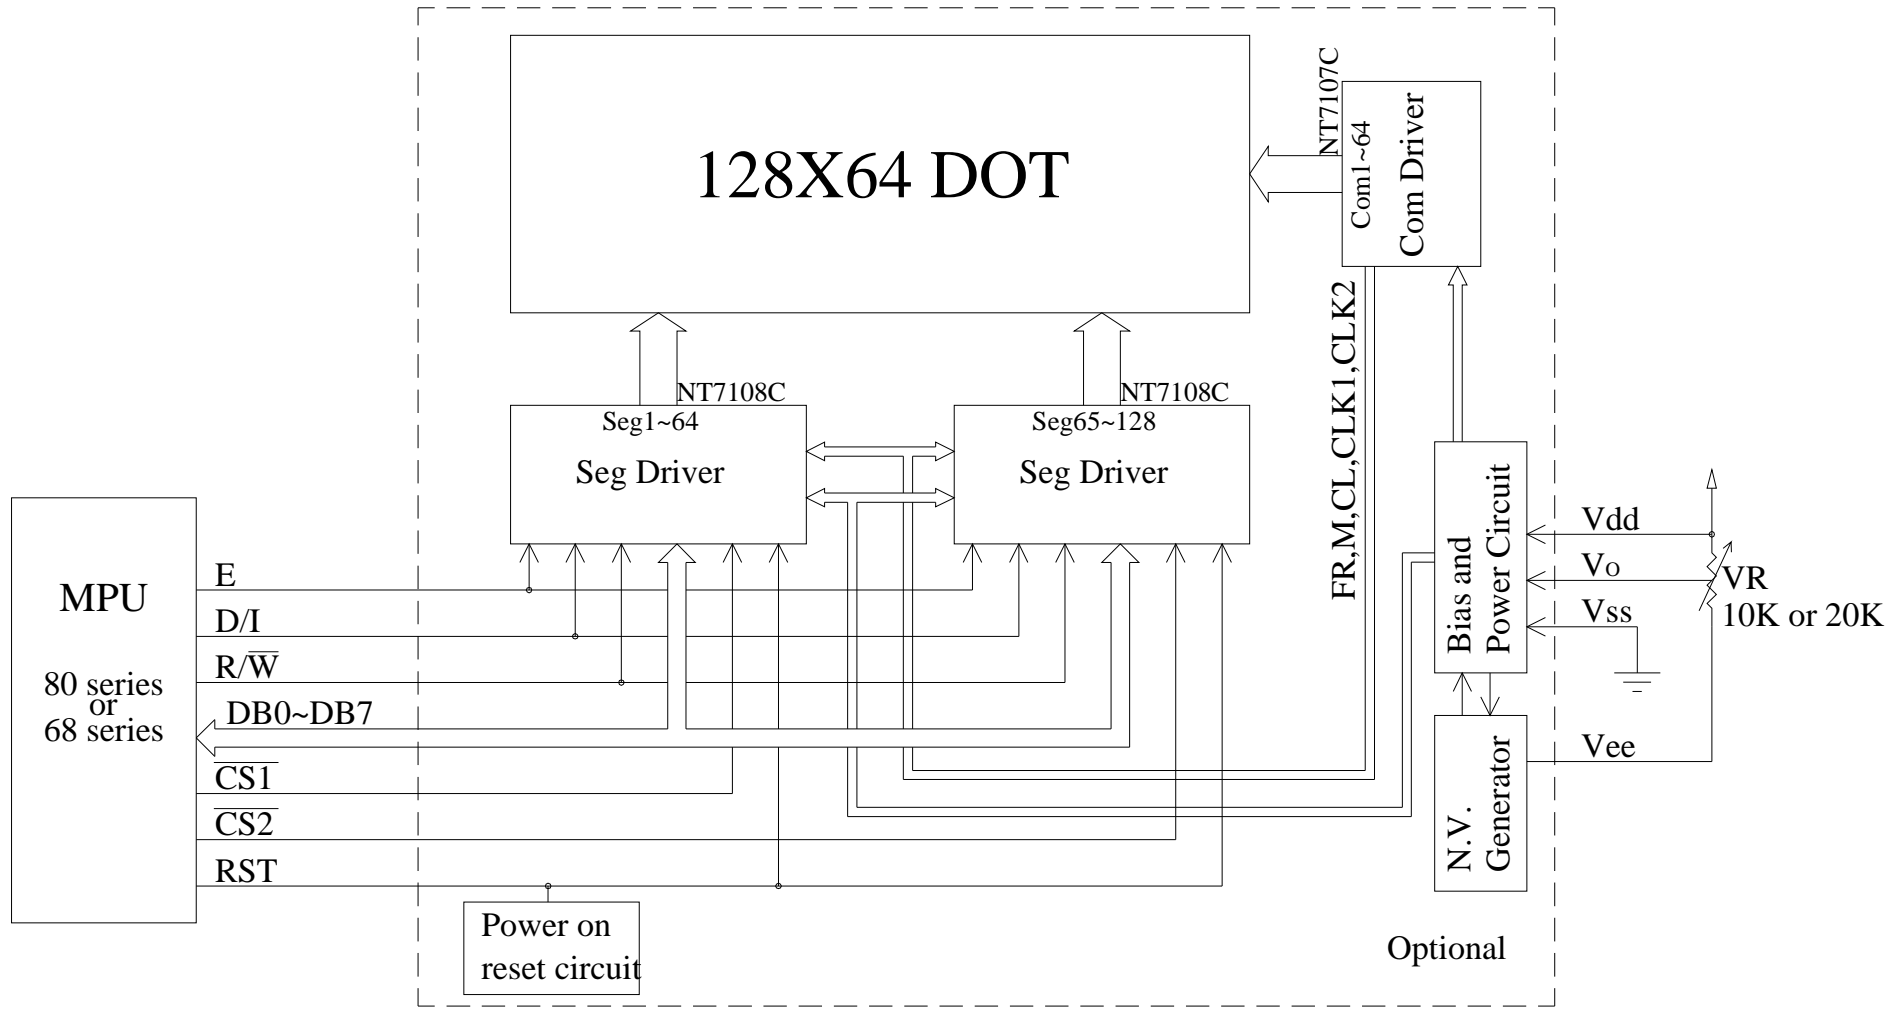 128X64 DOT
NT7107C
Com1~64
Com Driver
FR,M,CL,CLK1,CLK2
NT7108C
Seg1~64
Seg Driver
NT7108C
Seg65~128
Seg Driver
MPU
80 series
or
68 series
E
D/I
R/W̅
DB0~DB7
C̅S̅1̅
C̅S̅2̅
RST
Power on
reset circuit
Bias and
Power Circuit
N.V.
Generator
Vdd
Vo
Vss
Vee
VR
10K or 20K
Optional